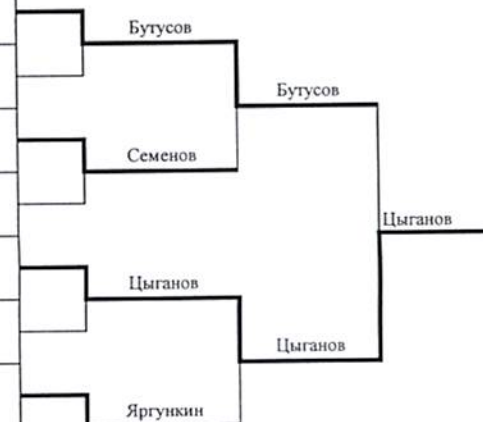 Бутусов
Бутусов
Семенов
Цыганов
Цыганов
Цыганов
Яргункин